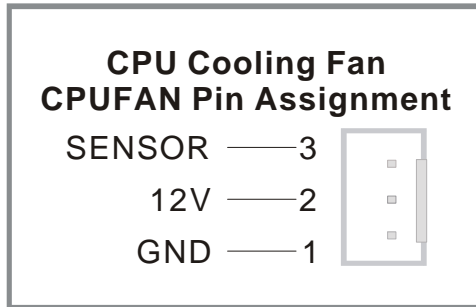 CPU Cooling Fan
CPUFAN Pin Assignment
SENSOR 3
12V 2
GND 1